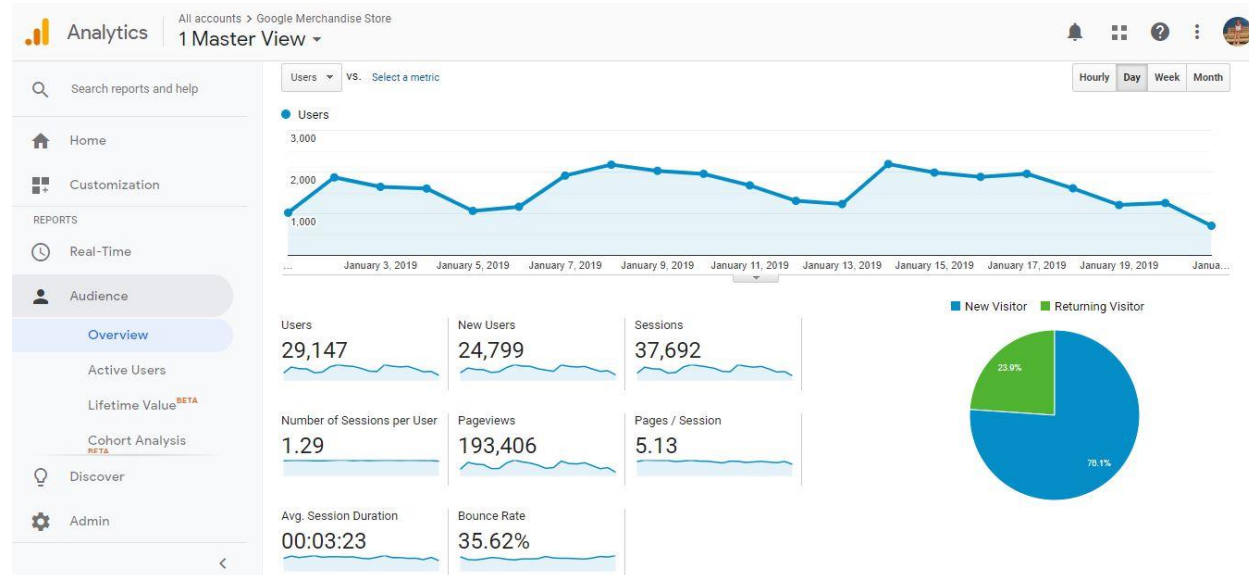 All accounts > Google Merchandise Store
Analytics
1 Master View
Search reports and help
Home
Customization
REPORTS
Real-Time
Audience
Overview
Active Users
Lifetime Value BETA
Cohort Analysis
BETA
Discover
Admin
Users VS. Select a metric
Hourly Day Week Month
Users
3,000
2,000
1,000
... January 3, 2019 January 5, 2019 January 7, 2019 January 9, 2019 January 11, 2019 January 13, 2019 January 15, 2019 January 17, 2019 January 19, 2019 Janua...
Users
29,147
New Users
24,799
Sessions
37,692
Number of Sessions per User
1.29
Pageviews
193,406
Pages / Session
5.13
Avg. Session Duration
00:03:23
Bounce Rate
35.62%
New Visitor Returning Visitor
23.9%
76.1%